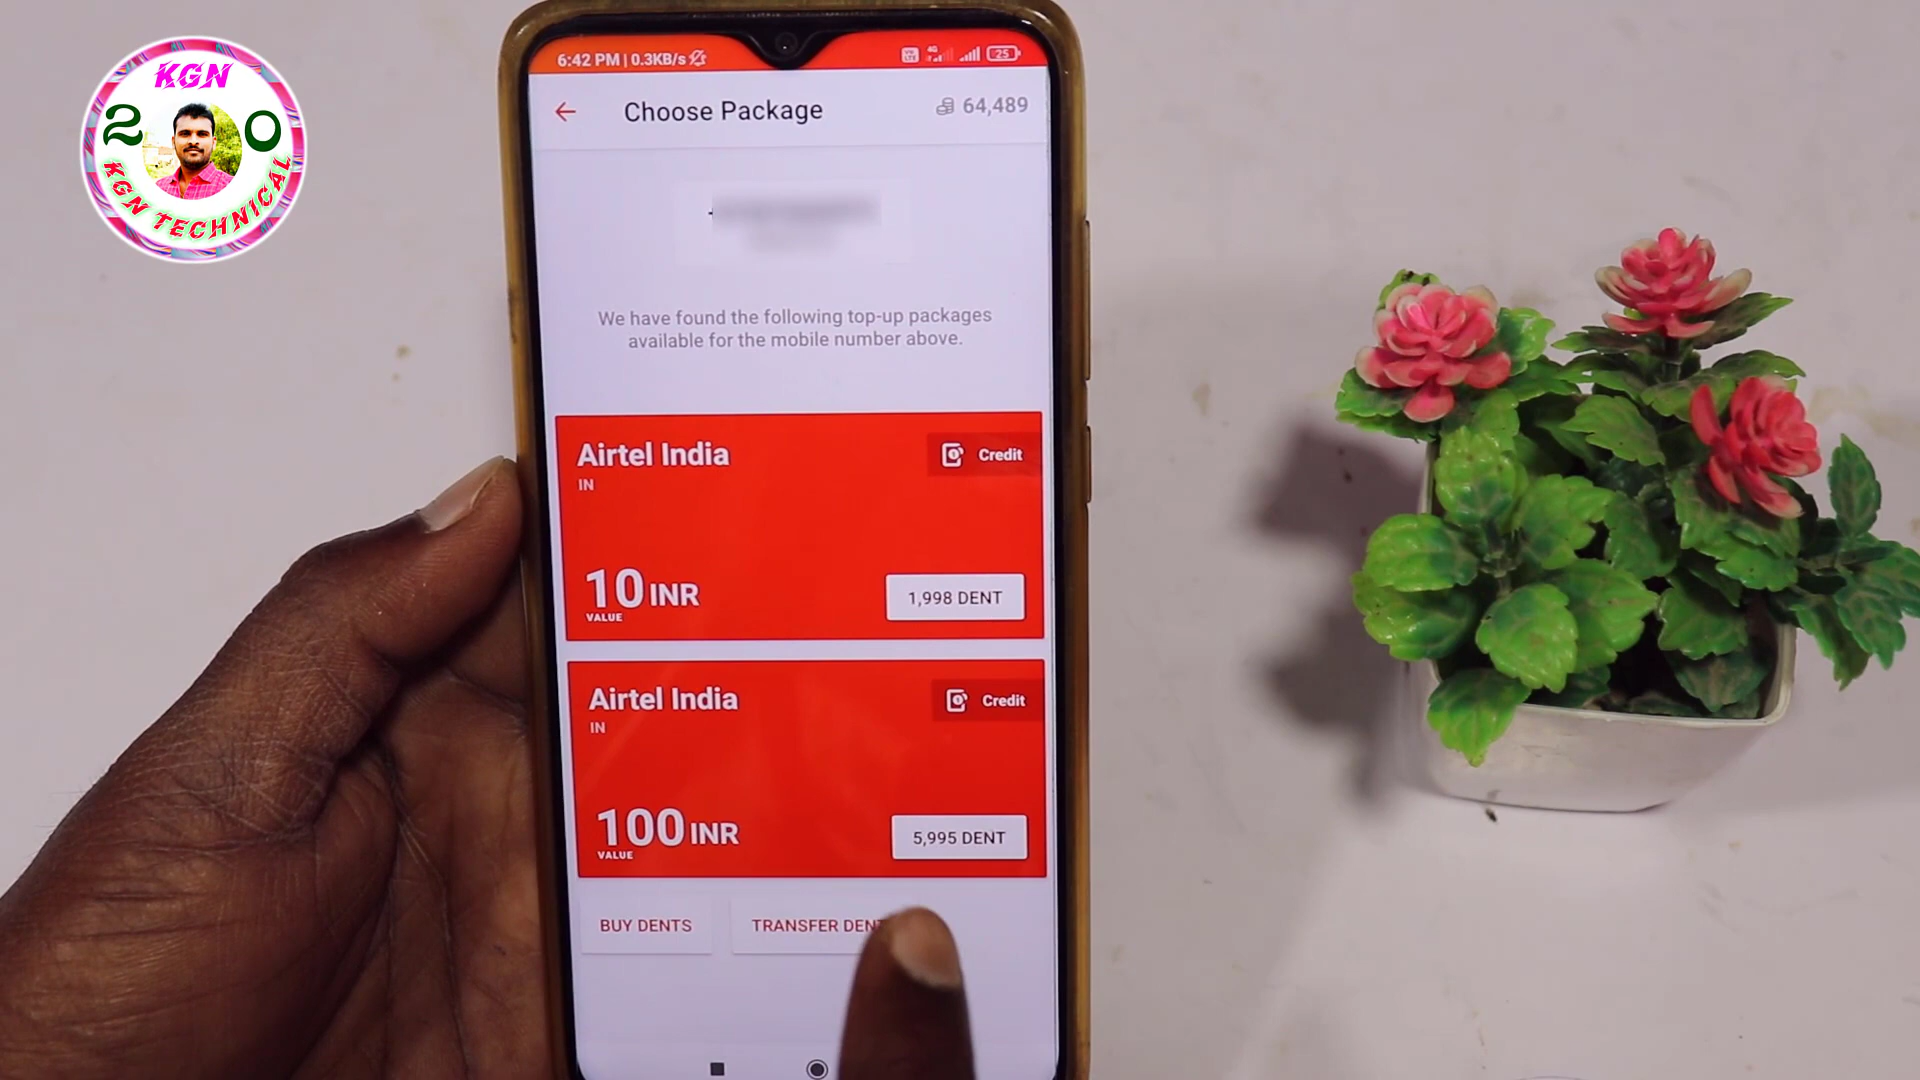 KGN
2 0
KGN TECHNICAL
6:42 PM | 0.3KB/s
4G
25
Choose Package
64,489
We have found the following top-up packages
available for the mobile number above.
Airtel India
Credit
IN
10 INR
VALUE
1,998 DENT
Airtel India
Credit
IN
100 INR
VALUE
5,995 DENT
BUY DENTS
TRANSFER DENT